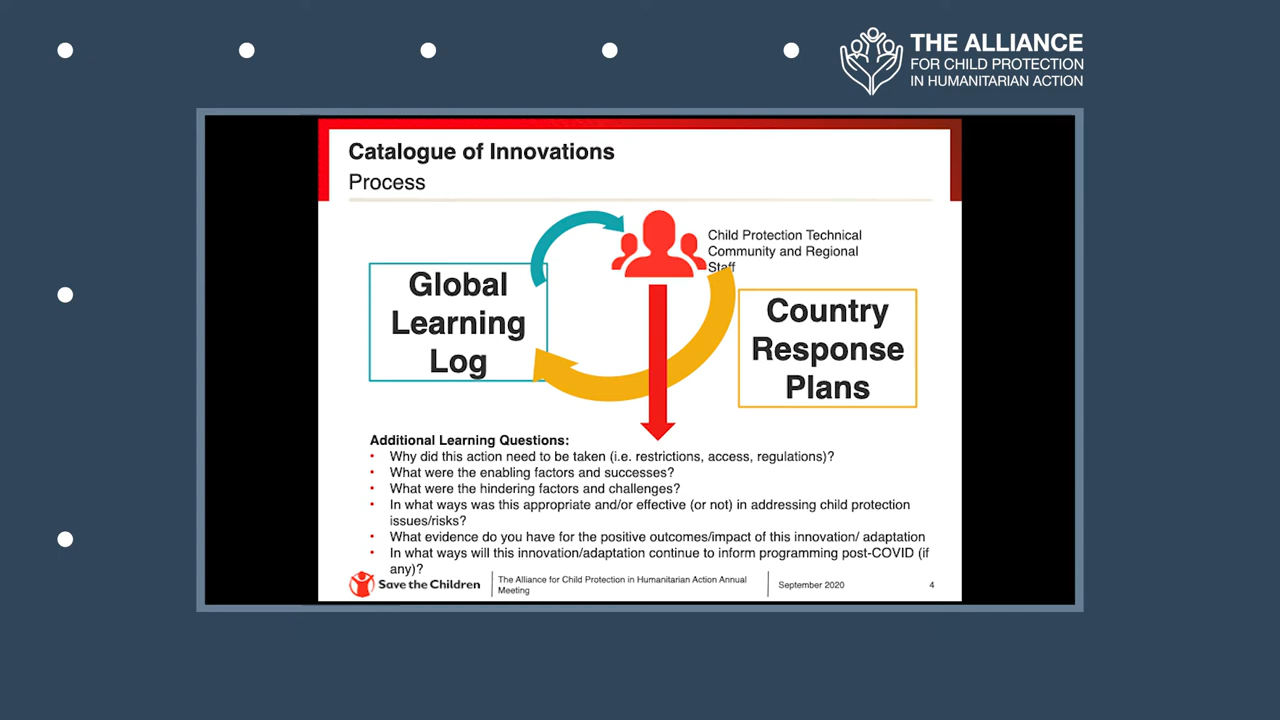 THE ALLIANCE
FOR CHILD PROTECTION
IN HUMANITARIAN ACTION
Catalogue of Innovations
Process
Child Protection Technical
Community and Regional
Staff
Global
Learning
Log
Country
Response
Plans
Additional Learning Questions:
• Why did this action need to be taken (i.e. restrictions, access, regulations)?
• What were the enabling factors and successes?
• What were the hindering factors and challenges?
• In what ways was this appropriate and/or effective (or not) in addressing child protection
issues/risks?
• What evidence do you have for the positive outcomes/impact of this innovation/ adaptation
• In what ways will this innovation/adaptation continue to inform programming post-COVID (if
any)?
Save the Children
The Alliance for Child Protection in Humanitarian Action Annual
Meeting
September 2020
4